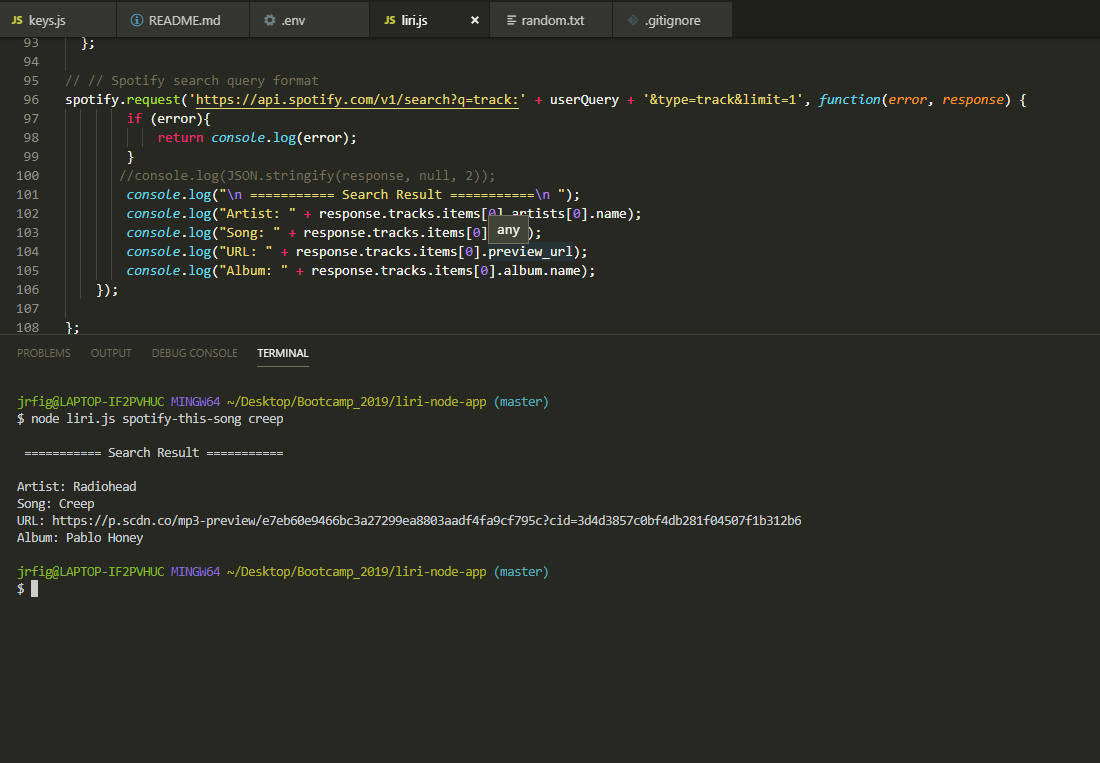 JS keys.js README.md .env JS liri.js × random.txt .gitignore
93 };
94
95 // // Spotify search query format
96 spotify.request('https://api.spotify.com/v1/search?q=track:' + userQuery + '&type=track&limit=1', function(error, response) {
97 if (error){
98 return console.log(error);
99 }
100 //console.log(JSON.stringify(response, null, 2));
101 console.log("\n =========== Search Result ===========\n ");
102 console.log("Artist: " + response.tracks.items[0].artists[0].name);
103 console.log("Song: " + response.tracks.items[0] any );
104 console.log("URL: " + response.tracks.items[0].preview_url);
105 console.log("Album: " + response.tracks.items[0].album.name);
106 });
107
108 };
PROBLEMS OUTPUT DEBUG CONSOLE TERMINAL
jrfig@LAPTOP-IF2PVHUC MINGW64 ~/Desktop/Bootcamp_2019/liri-node-app (master)
$ node liri.js spotify-this-song creep
=========== Search Result ===========
Artist: Radiohead
Song: Creep
URL: https://p.scdn.co/mp3-preview/e7eb60e9466bc3a27299ea8803aadf4fa9cf795c?cid=3d4d3857c0bf4db281f04507f1b312b6
Album: Pablo Honey
jrfig@LAPTOP-IF2PVHUC MINGW64 ~/Desktop/Bootcamp_2019/liri-node-app (master)
$